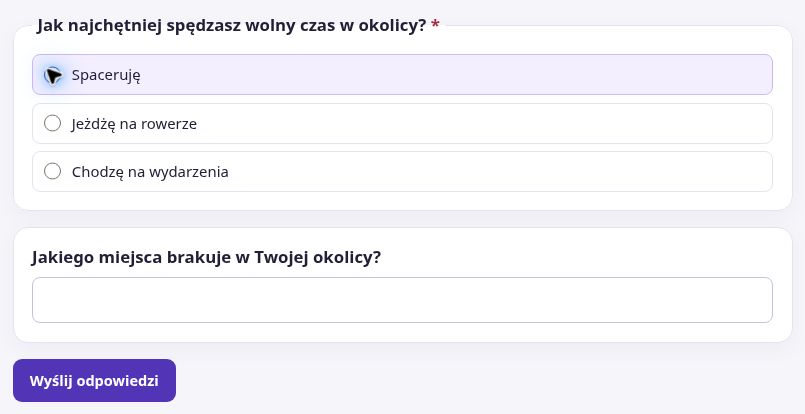 Jak najchętniej spędzasz wolny czas w okolicy? *
Spaceruję
Jeżdżę na rowerze
Chodzę na wydarzenia
Jakiego miejsca brakuje w Twojej okolicy?
Wyślij odpowiedzi